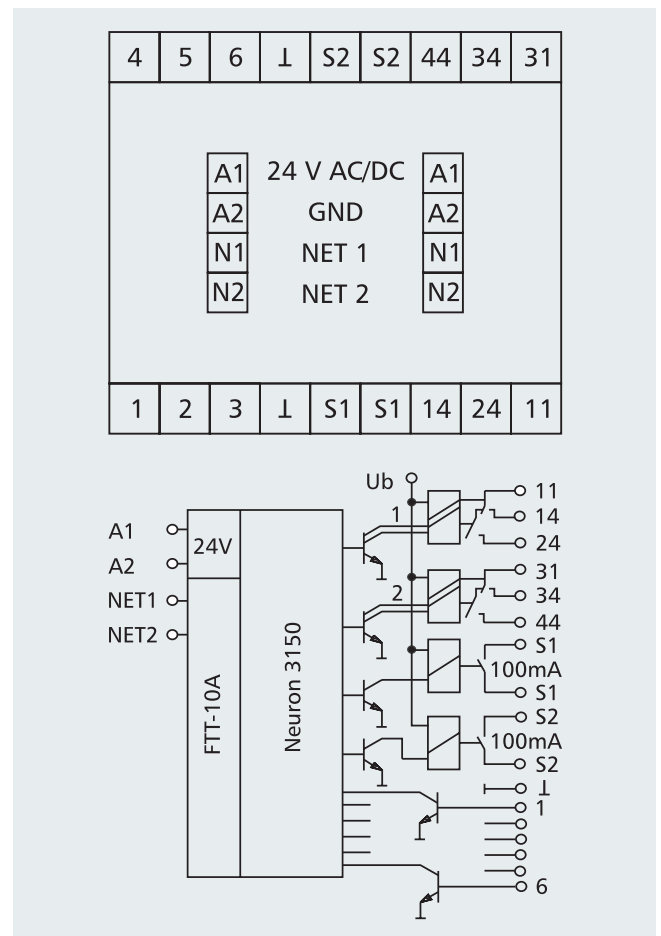 4 5 6 ⊥ S2 S2 44 34 31
A1 24 V AC/DC A1
A2 GND A2
N1 NET 1 N1
N2 NET 2 N2
1 2 3 ⊥ S1 S1 14 24 11
Ub
11
1
14
A1
24V
24
A2
31
NET1
2
34
NET2
44
S1
100mA
FTT-10A
Neuron 3150
S1
S2
100mA
S2
⊥
1
6